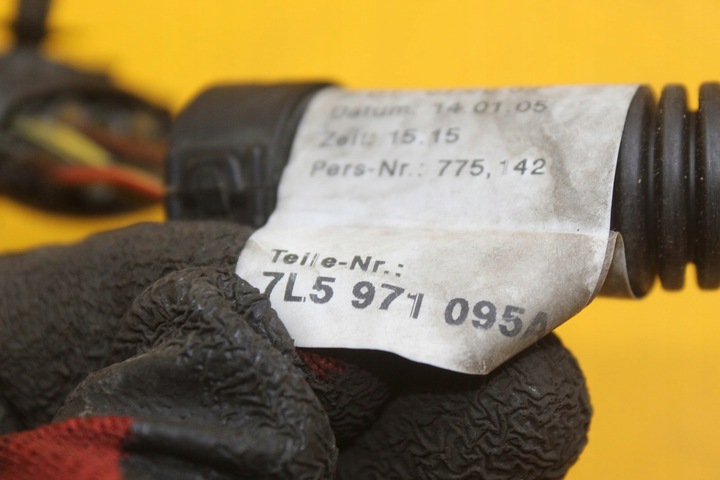 Datum: 14.01.05
Zeit: 15:15
Pers-Nr.: 775,142
Teile-Nr.:
7L5 971 095A